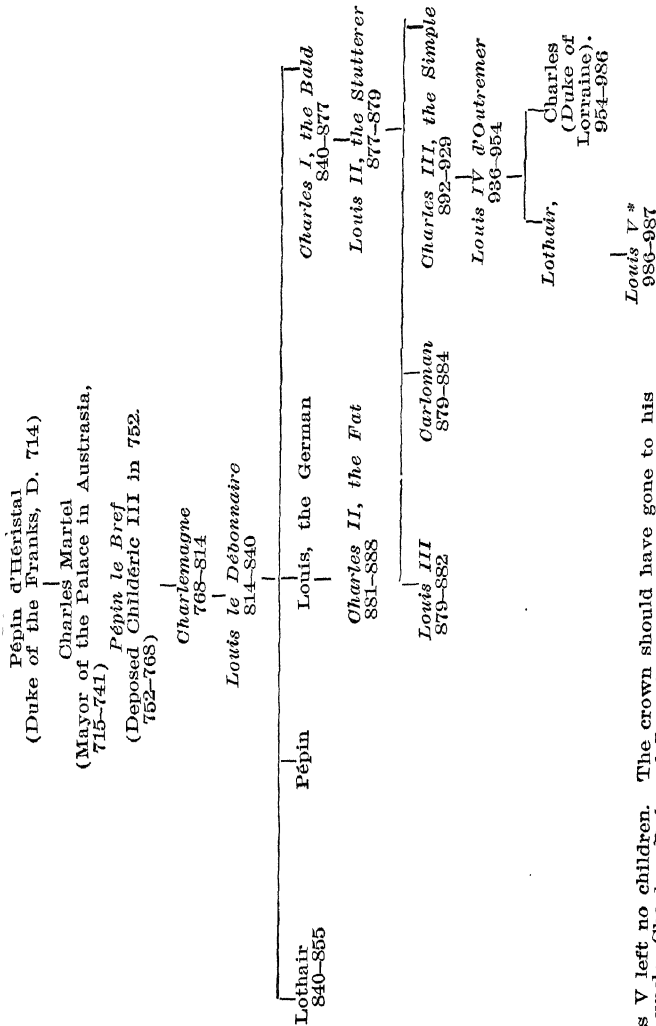 Pépin d'Héristal
(Duke of the Franks, D. 714)
Charles Martel
(Mayor of the Palace in Austrasia,
715–741)
Pépin le Bref
(Deposed Childéric III in 752.
752–768)
Charlemagne
768–814
Louis le Débonnaire
814–840
Lothair
840–855
Pépin
Louis, the German
Charles I, the Bald
840–877
Charles II, the Fat
881–888
Louis II, the Stutterer
877–879
Louis III
879–882
Carloman
879–884
Charles III, the Simple
892–929
Louis IV d'Outremer
936–954
Lothair,
Charles
(Duke of
Lorraine).
954–986
Louis V*
986–987
s V left no children. The crown should have gone to his